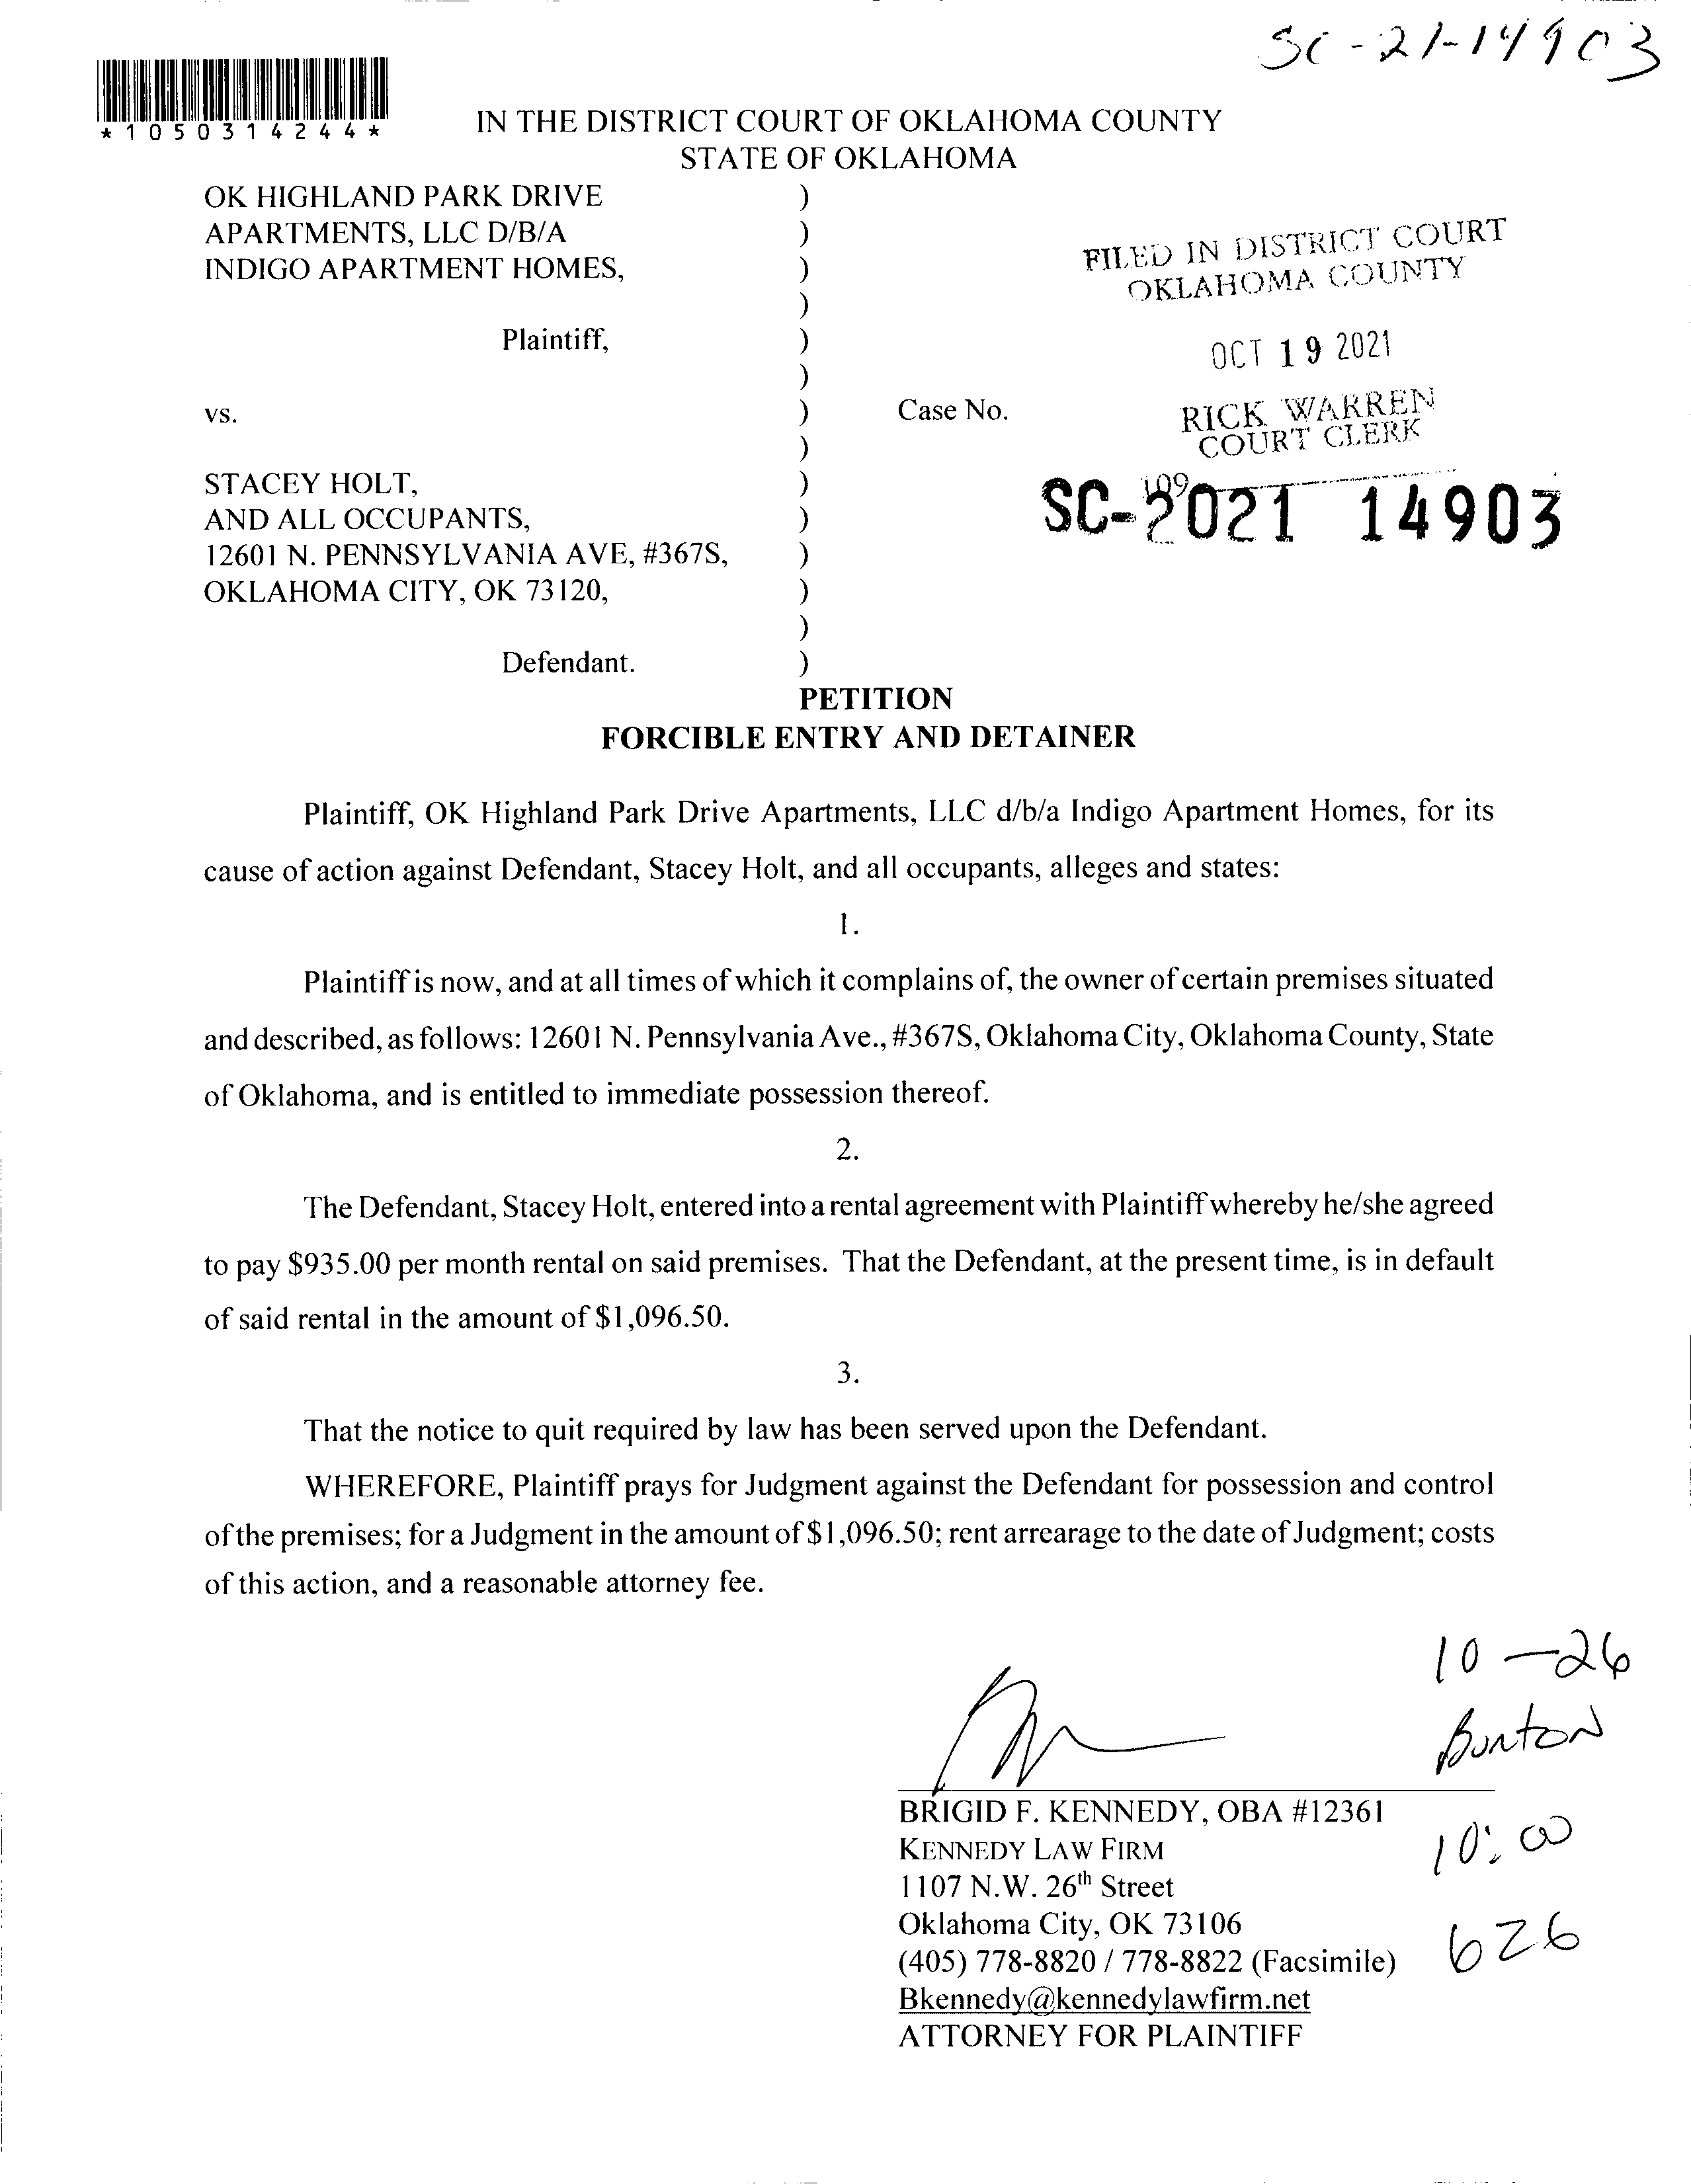 SC-21-14903
*1050314244*
IN THE DISTRICT COURT OF OKLAHOMA COUNTY
STATE OF OKLAHOMA
OK HIGHLAND PARK DRIVE )
APARTMENTS, LLC D/B/A )
INDIGO APARTMENT HOMES, )
)
Plaintiff, )
)
vs. ) Case No.
)
STACEY HOLT, )
AND ALL OCCUPANTS, )
12601 N. PENNSYLVANIA AVE, #367S, )
OKLAHOMA CITY, OK 73120, )
)
Defendant. )
FILED IN DISTRICT COURT
OKLAHOMA COUNTY
OCT 19 2021
RICK WARREN
COURT CLERK
109
SC-2021 14903
PETITION
FORCIBLE ENTRY AND DETAINER
Plaintiff, OK Highland Park Drive Apartments, LLC d/b/a Indigo Apartment Homes, for its
cause of action against Defendant, Stacey Holt, and all occupants, alleges and states:
1.
Plaintiff is now, and at all times of which it complains of, the owner of certain premises situated
and described, as follows: 12601 N. Pennsylvania Ave., #367S, Oklahoma City, Oklahoma County, State
of Oklahoma, and is entitled to immediate possession thereof.
2.
The Defendant, Stacey Holt, entered into a rental agreement with Plaintiff whereby he/she agreed
to pay $935.00 per month rental on said premises. That the Defendant, at the present time, is in default
of said rental in the amount of $1,096.50.
3.
That the notice to quit required by law has been served upon the Defendant.
WHEREFORE, Plaintiff prays for Judgment against the Defendant for possession and control
of the premises; for a Judgment in the amount of $1,096.50; rent arrearage to the date of Judgment; costs
of this action, and a reasonable attorney fee.
10-26
Burton
10:00
626
BRIGID F. KENNEDY, OBA #12361
KENNEDY LAW FIRM
1107 N.W. 26th Street
Oklahoma City, OK 73106
(405) 778-8820 / 778-8822 (Facsimile)
Bkennedy@kennedylawfirm.net
ATTORNEY FOR PLAINTIFF